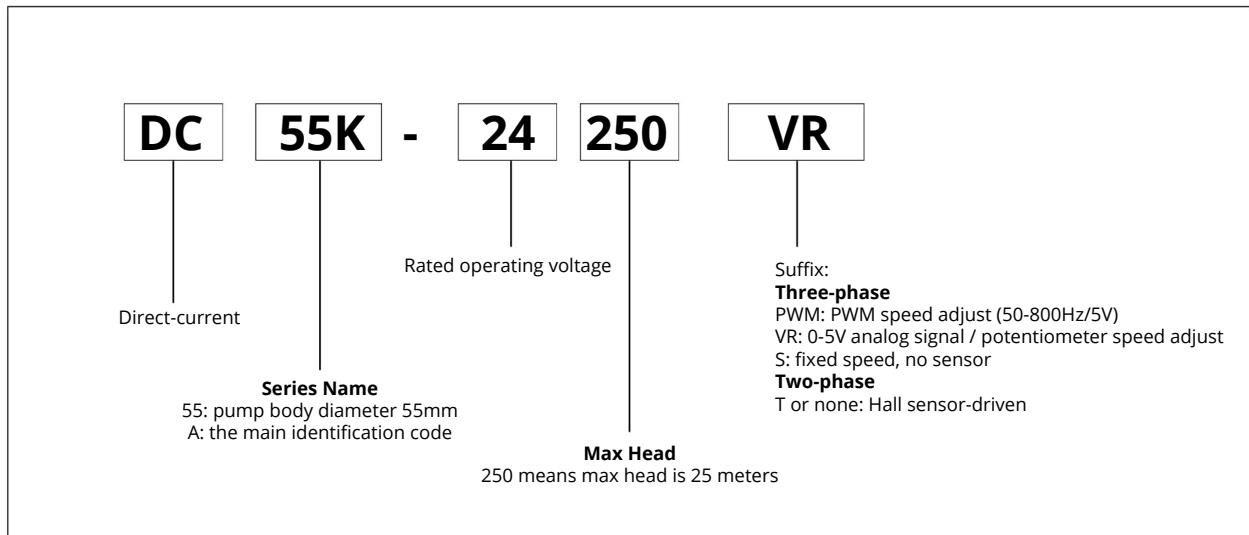 DC 55K - 24 250 VR
Direct-current
Series Name
55: pump body diameter 55mm
A: the main identification code
Rated operating voltage
Max Head
250 means max head is 25 meters
Suffix:
Three-phase
PWM: PWM speed adjust (50-800Hz/5V)
VR: 0-5V analog signal / potentiometer speed adjust
S: fixed speed, no sensor
Two-phase
T or none: Hall sensor-driven